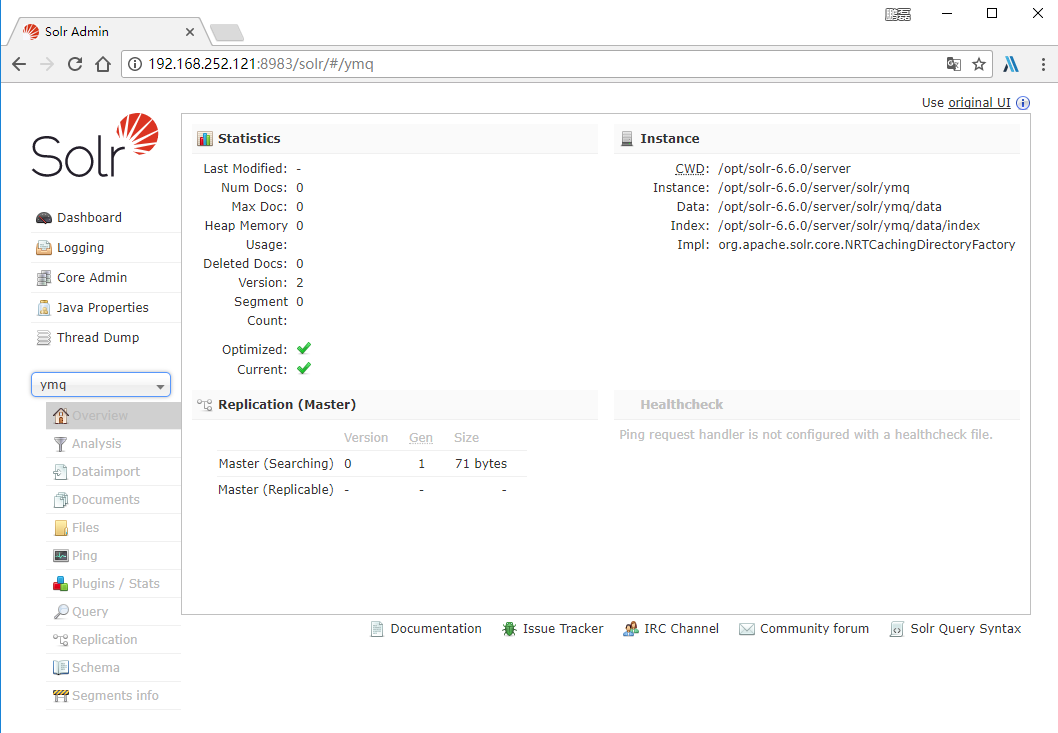 Solr Admin
192.168.252.121:8983/solr/#/ymq
Use original UI
Solr
Dashboard
Logging
Core Admin
Java Properties
Thread Dump
ymq
Overview
Analysis
Dataimport
Documents
Files
Ping
Plugins / Stats
Query
Replication
Schema
Segments info
Statistics
Last Modified: -
Num Docs: 0
Max Doc: 0
Heap Memory 0
Usage:
Deleted Docs: 0
Version: 2
Segment 0
Count:
Optimized:
Current:
Instance
CWD: /opt/solr-6.6.0/server
Instance: /opt/solr-6.6.0/server/solr/ymq
Data: /opt/solr-6.6.0/server/solr/ymq/data
Index: /opt/solr-6.6.0/server/solr/ymq/data/index
Impl: org.apache.solr.core.NRTCachingDirectoryFactory
Replication (Master)
Version Gen Size
Master (Searching) 0 1 71 bytes
Master (Replicable) - - -
Healthcheck
Ping request handler is not configured with a healthcheck file.
Documentation Issue Tracker IRC Channel Community forum Solr Query Syntax